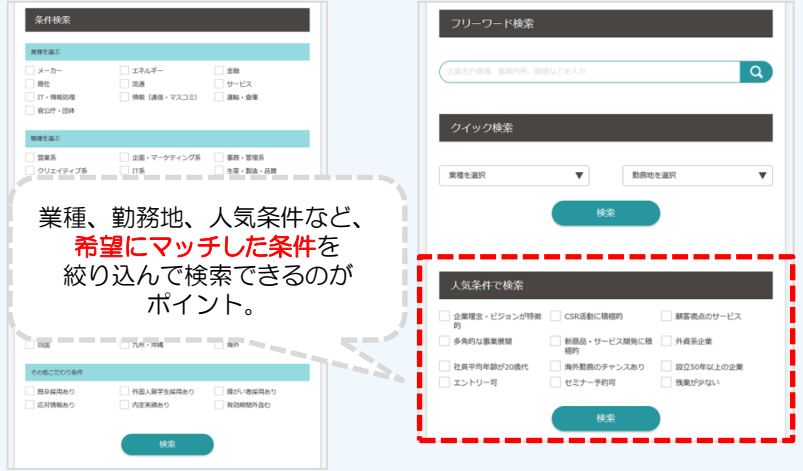 条件検索
業種を選ぶ
メーカー エネルギー 金融
商社 流通 サービス
IT・情報処理 情報（通信・マスコミ） 運輸・倉庫
官公庁・団体
職種を選ぶ
営業系 企画・マーケティング系 事務・管理系
クリエイティブ系 IT系 生産・製造・品質
業種、勤務地、人気条件など、
希望にマッチした条件を
絞り込んで検索できるのが
ポイント。
四国 九州・沖縄 海外
その他こだわり条件
既卒採用あり 外国人留学生採用あり 障がい者採用あり
応対情報あり 内定実績あり 有効期間外含む
検索
フリーワード検索
企業名や業種、事業内容、職種などを入力
クイック検索
業種を選択 ▼ 勤務地を選択 ▼
検索
人気条件で検索
企業理念・ビジョンが特徴 CSR活動に積極的 顧客視点のサービス
的
多角的な事業展開 新商品・サービス開発に積 外資系企業
極的
社員平均年齢が20歳代 海外勤務のチャンスあり 設立50年以上の企業
エントリー可 セミナー予約可 残業が少ない
検索